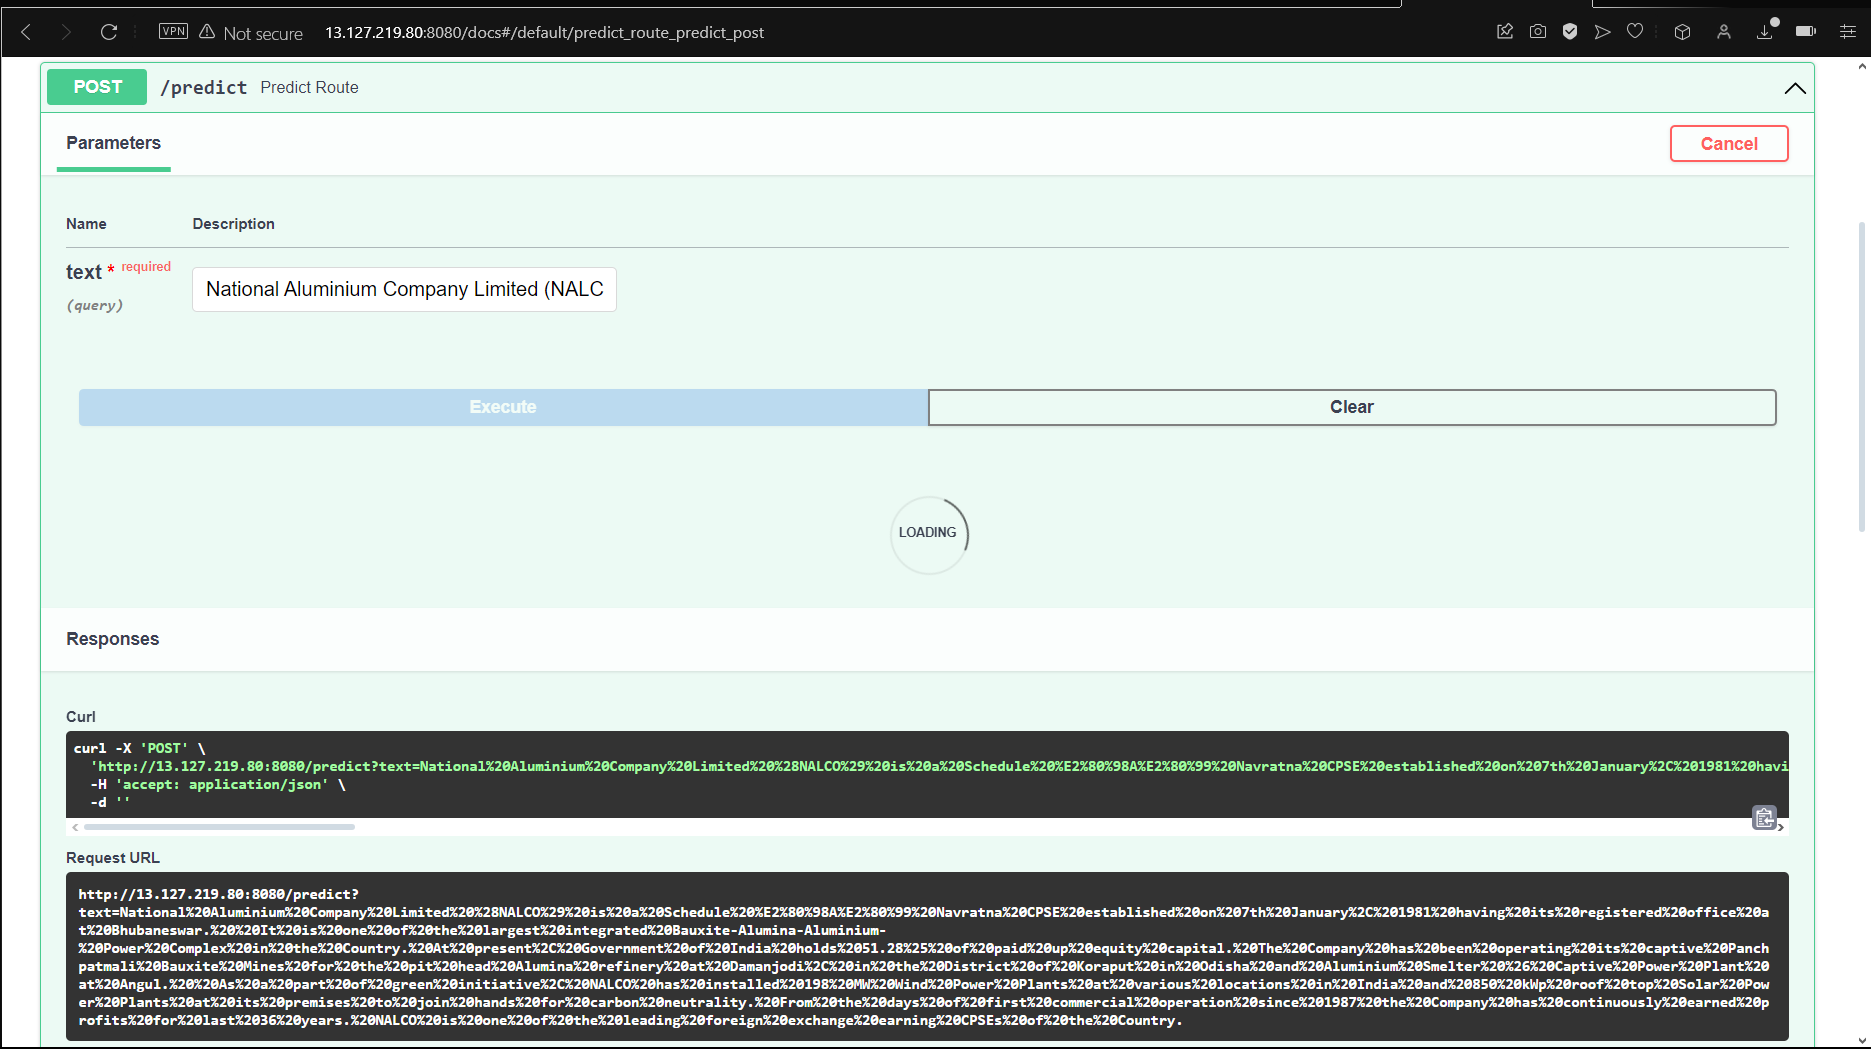 VPN Not secure 13.127.219.80:8080/docs#/default/predict_route_predict_post
POST /predict Predict Route
Parameters
Cancel
Name Description
text * required
(query)
National Aluminium Company Limited (NALC
Execute Clear
LOADING
Responses
Curl
curl -X 'POST' \
'http://13.127.219.80:8080/predict?text=National%20Aluminium%20Company%20Limited%20%28NALCO%29%20is%20a%20Schedule%20%E2%80%98A%E2%80%99%20Navratna%20CPSE%20established%20on%207th%20January%2C%201981%20havi
-H 'accept: application/json' \
-d ''
Request URL
http://13.127.219.80:8080/predict?
text=National%20Aluminium%20Company%20Limited%20%28NALCO%29%20is%20a%20Schedule%20%E2%80%98A%E2%80%99%20Navratna%20CPSE%20established%20on%207th%20January%2C%201981%20having%20its%20registered%20office%20a
t%20Bhubaneswar.%20%20It%20is%20one%20of%20the%20largest%20integrated%20Bauxite-Alumina-Aluminium-
%20Power%20Complex%20in%20the%20Country.%20At%20present%2C%20Government%20of%20India%20holds%2051.28%25%20of%20paid%20up%20equity%20capital.%20The%20Company%20has%20been%20operating%20its%20captive%20Panch
patmali%20Bauxite%20Mines%20for%20the%20pit%20head%20Alumina%20refinery%20at%20Damanjodi%2C%20in%20the%20District%20of%20Koraput%20in%20Odisha%20and%20Aluminium%20Smelter%20%26%20Captive%20Power%20Plant%20
at%20Angul.%20%20As%20a%20part%20of%20green%20initiative%2C%20NALCO%20has%20installed%20198%20MW%20Wind%20Power%20Plants%20at%20various%20locations%20in%20India%20and%20850%20kWp%20roof%20top%20Solar%20Pow
er%20Plants%20at%20its%20premises%20to%20join%20hands%20for%20carbon%20neutrality.%20From%20the%20days%20of%20first%20commercial%20operation%20since%201987%20the%20Company%20has%20continuously%20earned%20p
rofits%20for%20last%2036%20years.%20NALCO%20is%20one%20of%20the%20leading%20foreign%20exchange%20earning%20CPSEs%20of%20the%20Country.